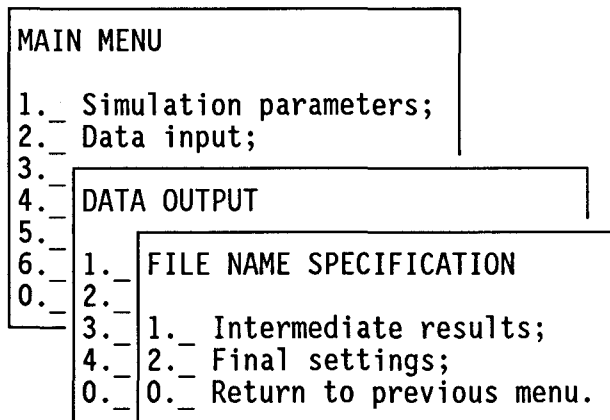 MAIN MENU
1._ Simulation parameters;
2._ Data input;
3._
4._
5._
6._
0._
DATA OUTPUT
1._
2._
3._
4._
0._
FILE NAME SPECIFICATION
1._ Intermediate results;
2._ Final settings;
0._ Return to previous menu.